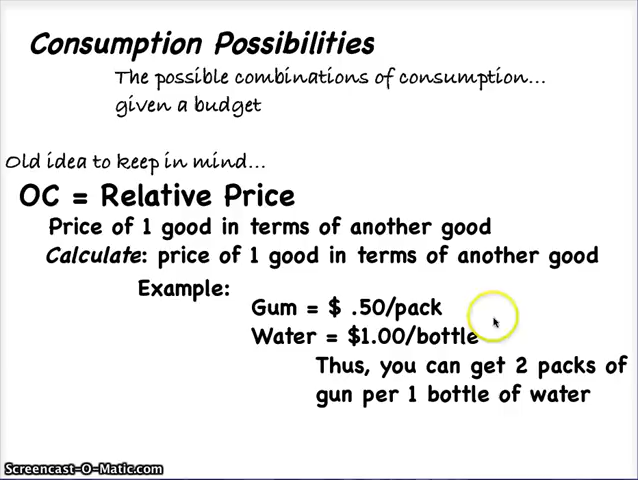 Consumption Possibilities
The possible combinations of consumption...
given a budget
Old idea to keep in mind...
OC = Relative Price
Price of 1 good in terms of another good
Calculate: price of 1 good in terms of another good
Example:
Gum = $ .50/pack
Water = $1.00/bottle
Thus, you can get 2 packs of
gun per 1 bottle of water
Screencast-O-Matic.com